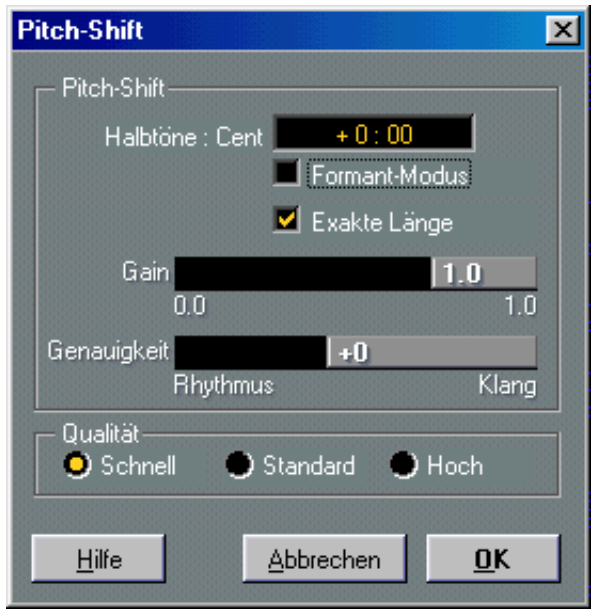 Pitch-Shift
Pitch-Shift
Halbtöne : Cent + 0 : 00
Formant-Modus
Exakte Länge
Gain 1.0
0.0 1.0
Genauigkeit +0
Rhythmus Klang
Qualität
Schnell Standard Hoch
Hilfe Abbrechen OK